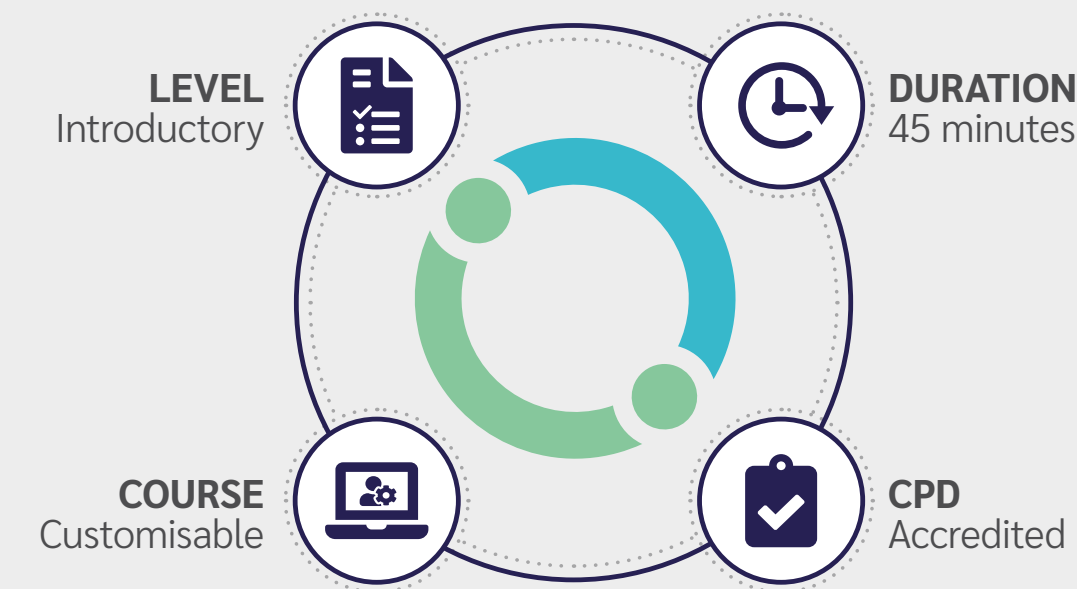 LEVEL
Introductory
DURATION
45 minutes
COURSE
Customisable
CPD
Accredited